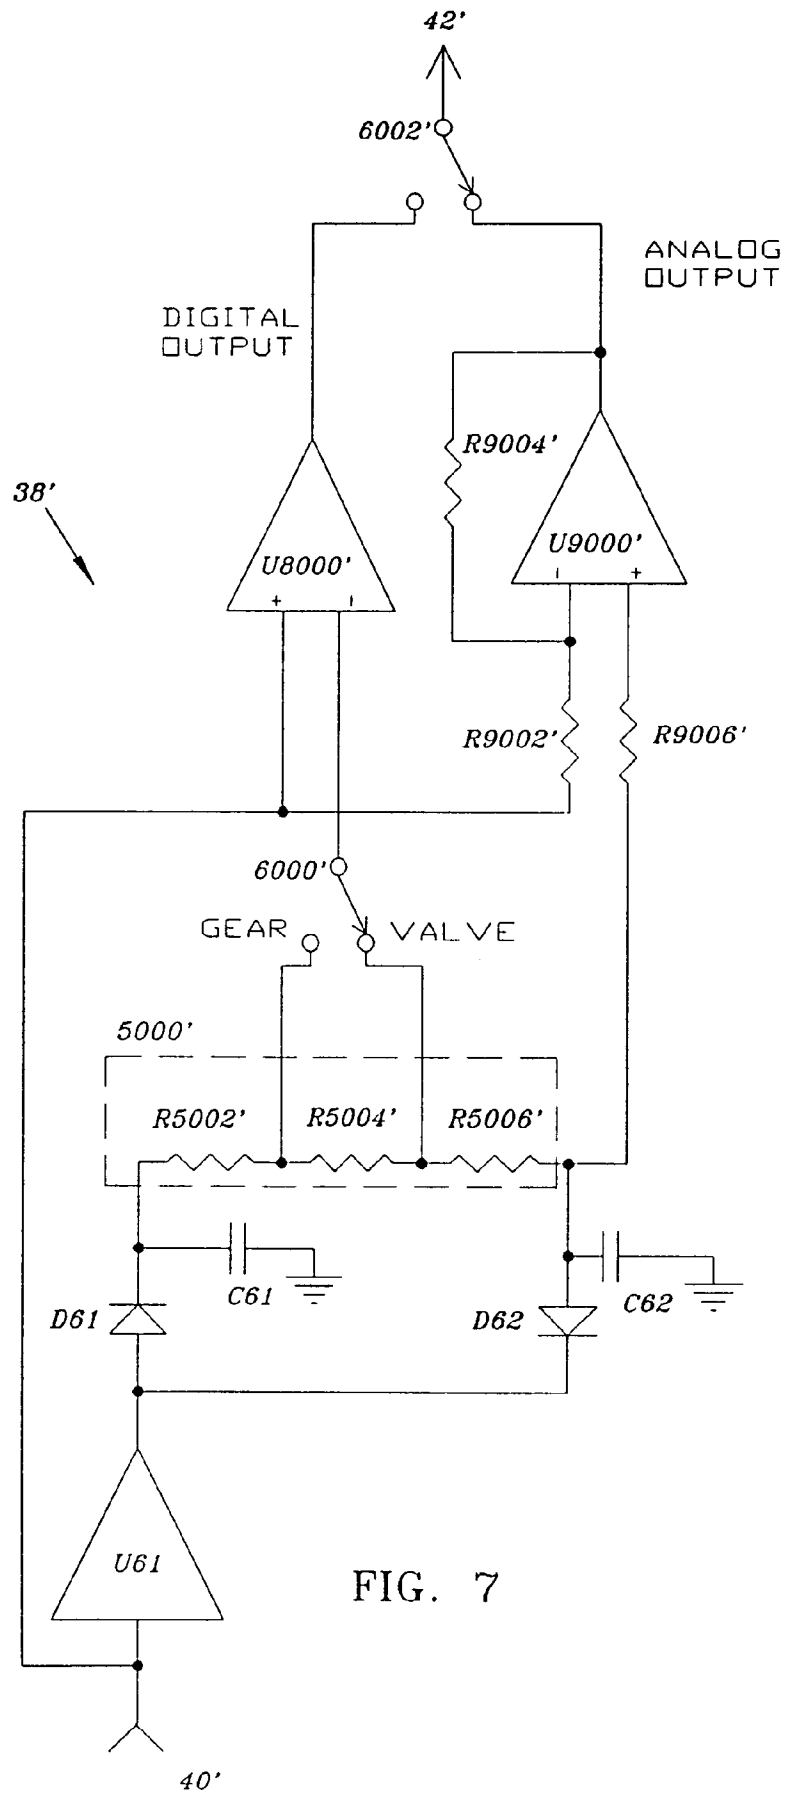 42'
6002'
ANALOG
OUTPUT
DIGITAL
OUTPUT
R9004'
38'
U9000'
- +
U8000'
+ -
R9002'
R9006'
6000'
GEAR
VALVE
5000'
R5002'
R5004'
R5006'
C61
C62
D61
D62
U61
FIG. 7
40'